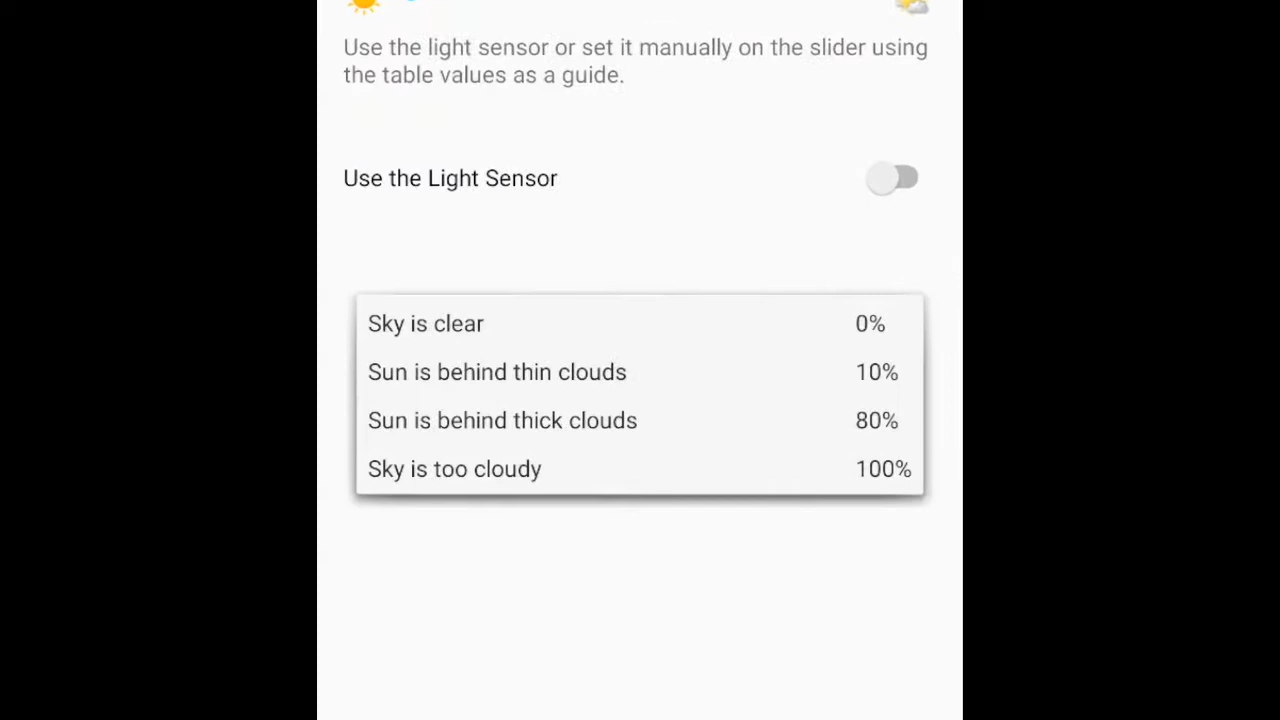 Use the light sensor or set it manually on the slider using
the table values as a guide.
Use the Light Sensor
Sky is clear 0%
Sun is behind thin clouds 10%
Sun is behind thick clouds 80%
Sky is too cloudy 100%